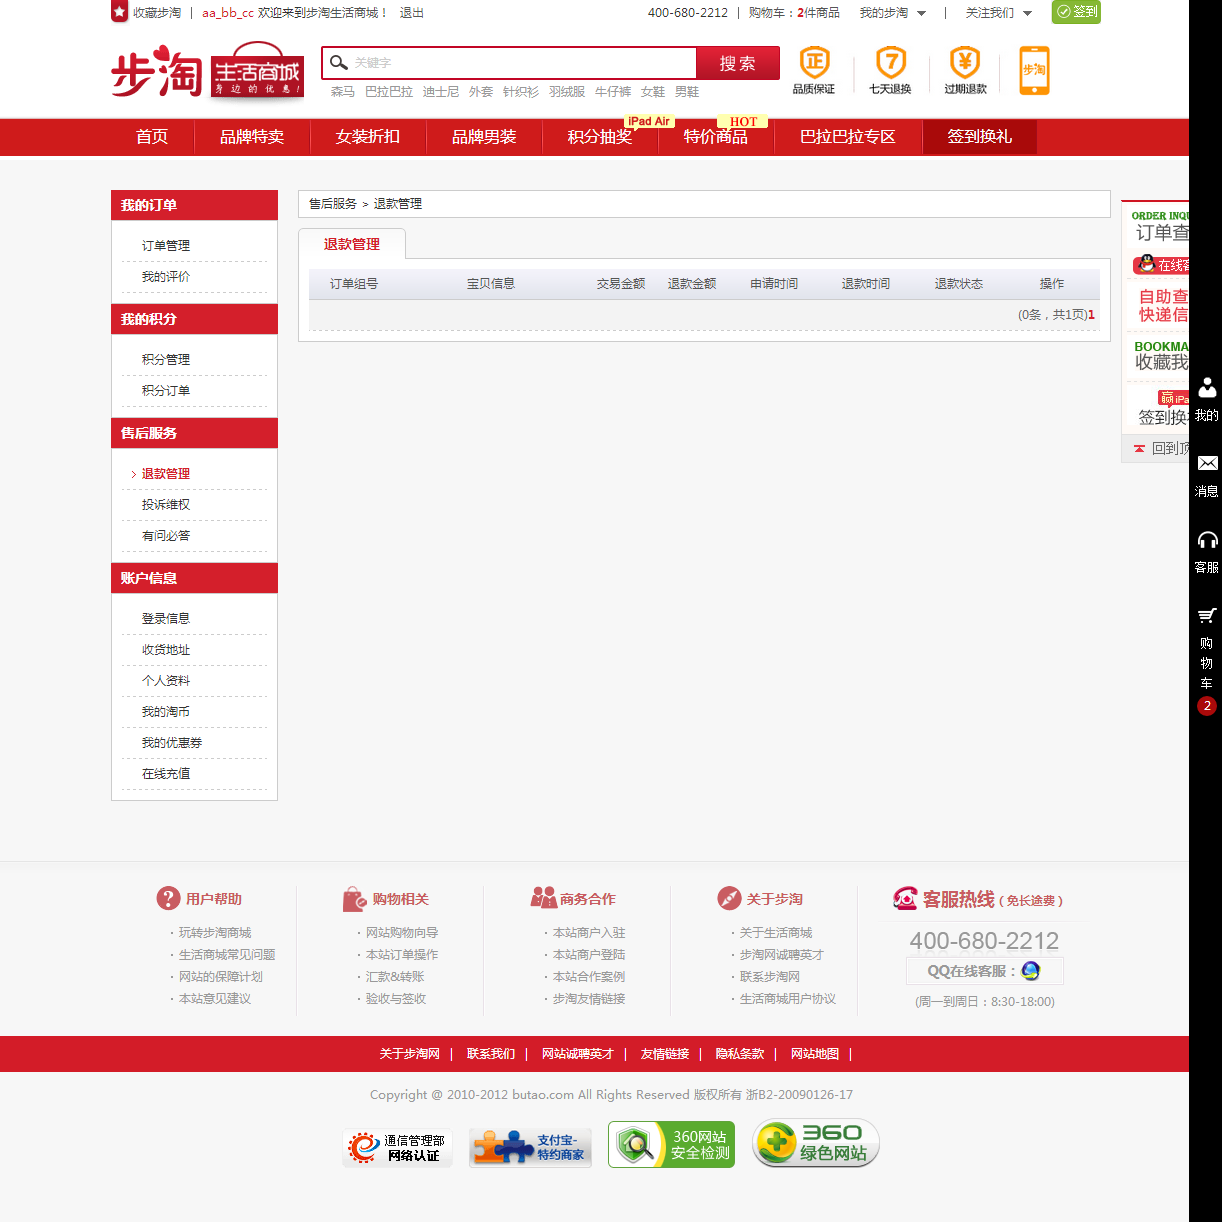 收藏步淘 | aa_bb_cc 欢迎来到步淘生活商城！ 退出 400-680-2212 | 购物车：2件商品 我的步淘 | 关注我们 签到
步淘 生活商城 身边的优惠！
关键字 搜索
品质保证 七天退换 过期退款 步淘
森马 巴拉巴拉 迪士尼 外套 针织衫 羽绒服 牛仔裤 女鞋 男鞋
iPad Air HOT
首页 品牌特卖 女装折扣 品牌男装 积分抽奖 特价商品 巴拉巴拉专区 签到换礼
我的订单
订单管理
我的评价
我的积分
积分管理
积分订单
售后服务
退款管理
投诉维权
有问必答
账户信息
登录信息
收货地址
个人资料
我的淘币
我的优惠券
在线充值
售后服务 > 退款管理
退款管理
订单组号 宝贝信息 交易金额 退款金额 申请时间 退款时间 退款状态 操作
(0条，共1页)1
ORDER INQU
订单查
在线客
自助查
快递信
BOOKMA
收藏我
赢iPa
签到换
回到顶
我的
消息
客服
购
物
车
2
用户帮助
· 玩转步淘商城
· 生活商城常见问题
· 网站的保障计划
· 本站意见建议
购物相关
· 网站购物向导
· 本站订单操作
· 汇款&转账
· 验收与签收
商务合作
· 本站商户入驻
· 本站商户登陆
· 本站合作案例
· 步淘友情链接
关于步淘
· 关于生活商城
· 步淘网诚聘英才
· 联系步淘网
· 生活商城用户协议
客服热线（免长途费）
400-680-2212
QQ在线客服：
(周一到周日：8:30-18:00)
关于步淘网 | 联系我们 | 网站诚聘英才 | 友情链接 | 隐私条款 | 网站地图 |
Copyright @ 2010-2012 butao.com All Rights Reserved 版权所有 浙B2-20090126-17
通信管理部
网络认证
支付宝-
特约商家
360网站
安全检测
360
绿色网站